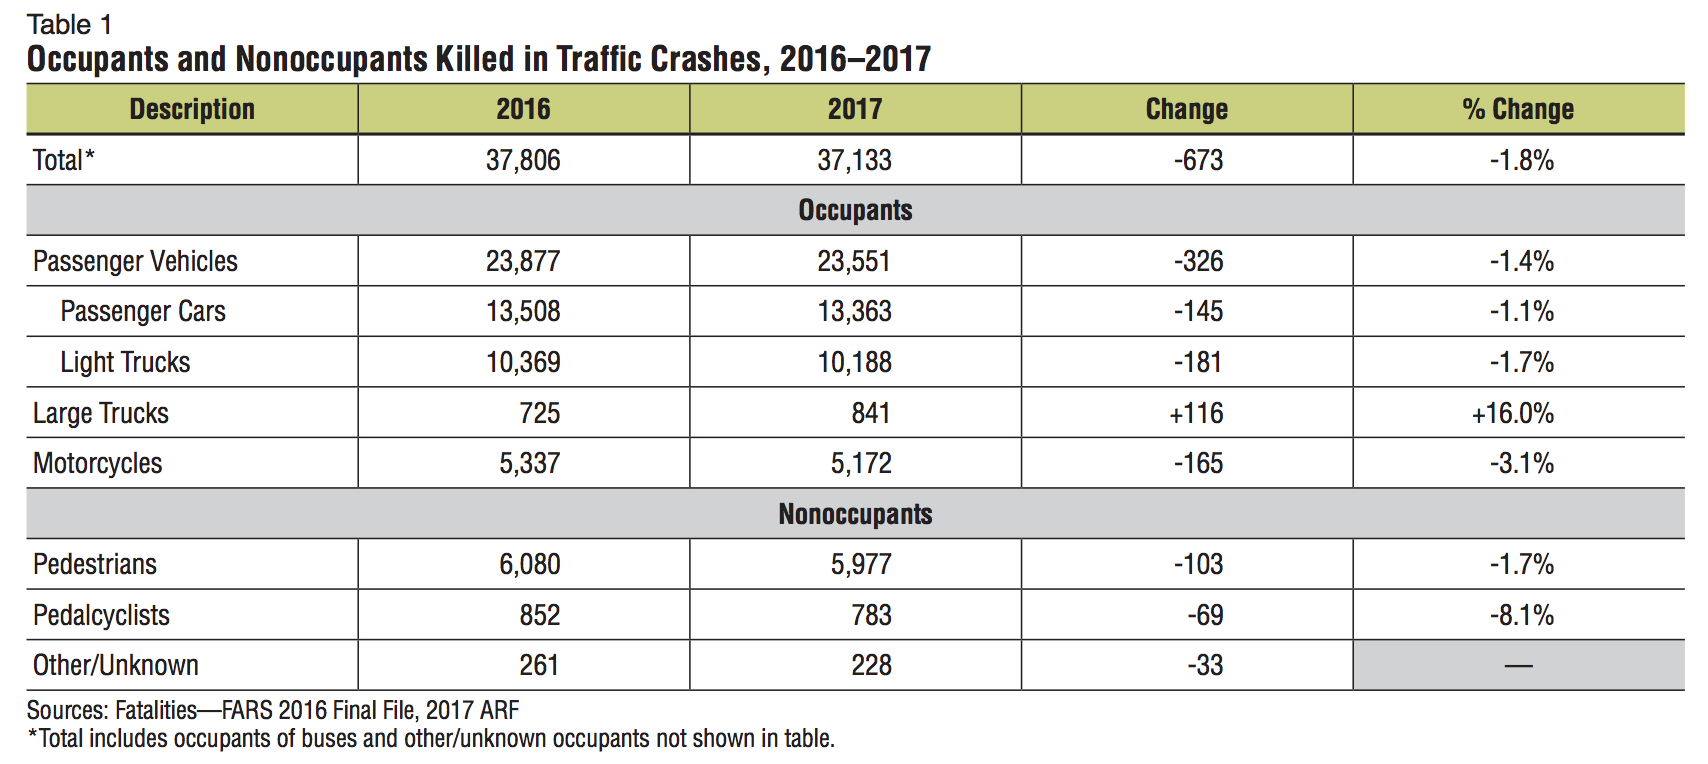 Table 1
Occupants and Nonoccupants Killed in Traffic Crashes, 2016–2017
Description 2016 2017 Change % Change
Total* 37,806 37,133 -673 -1.8%
Occupants
Passenger Vehicles 23,877 23,551 -326 -1.4%
Passenger Cars 13,508 13,363 -145 -1.1%
Light Trucks 10,369 10,188 -181 -1.7%
Large Trucks 725 841 +116 +16.0%
Motorcycles 5,337 5,172 -165 -3.1%
Nonoccupants
Pedestrians 6,080 5,977 -103 -1.7%
Pedalcyclists 852 783 -69 -8.1%
Other/Unknown 261 228 -33 —
Sources: Fatalities—FARS 2016 Final File, 2017 ARF
*Total includes occupants of buses and other/unknown occupants not shown in table.